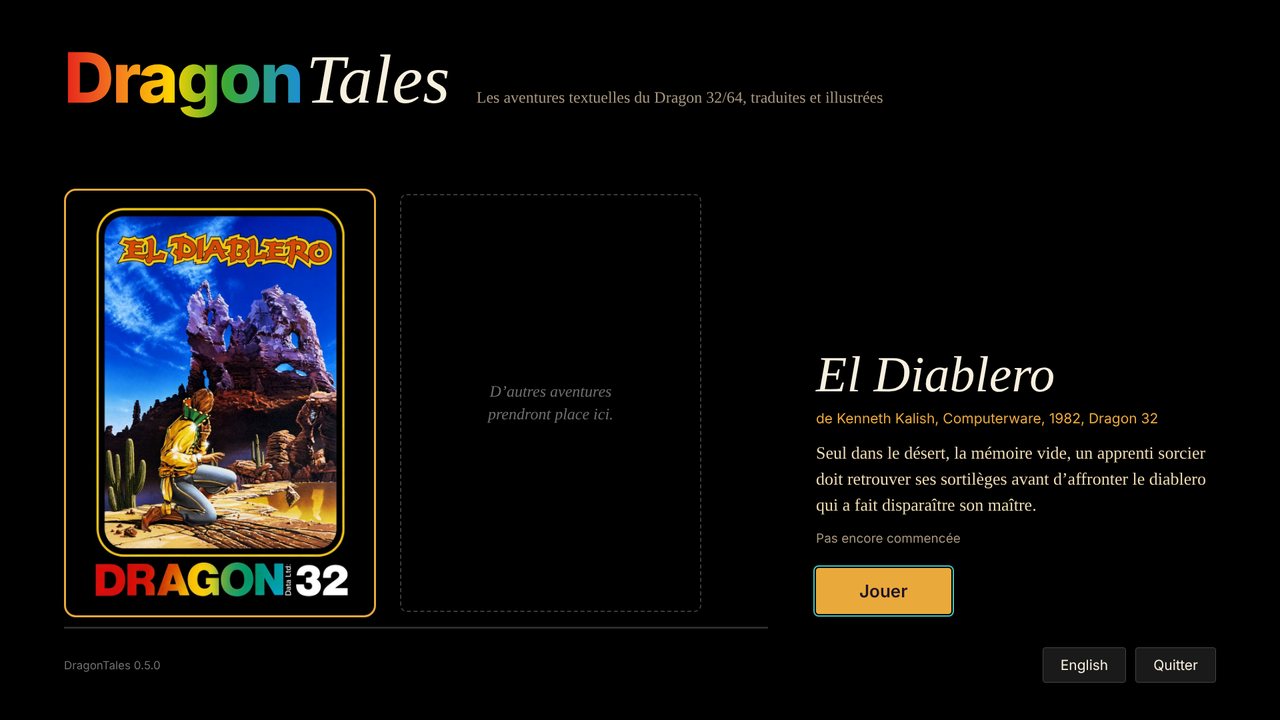 DragonTales
Les aventures textuelles du Dragon 32/64, traduites et illustrées
EL DIABLERO
DRAGON Data Ltd. 32
D’autres aventures
prendront place ici.
El Diablero
de Kenneth Kalish, Computerware, 1982, Dragon 32
Seul dans le désert, la mémoire vide, un apprenti sorcier
doit retrouver ses sortilèges avant d’affronter le diablero
qui a fait disparaître son maître.
Pas encore commencée
Jouer
DragonTales 0.5.0
English
Quitter